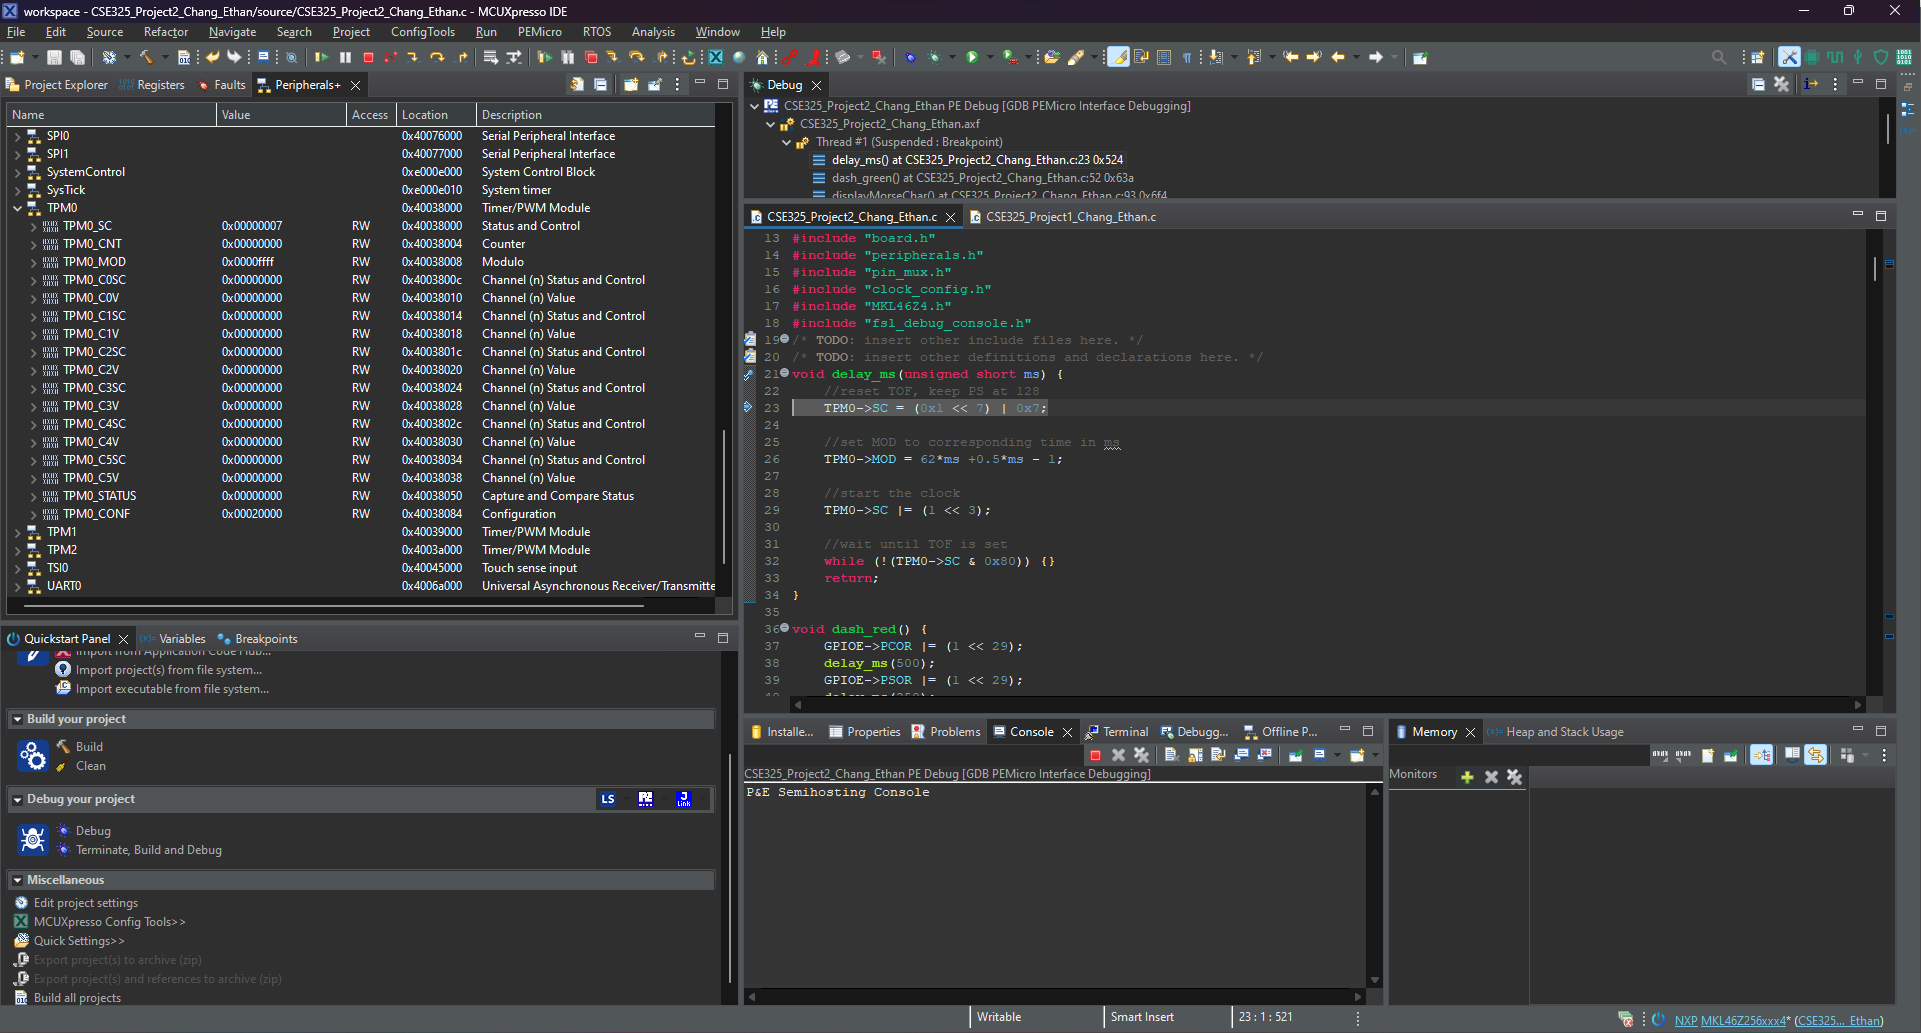 workspace - CSE325_Project2_Chang_Ethan/source/CSE325_Project2_Chang_Ethan.c - MCUXpresso IDE
File Edit Source Refactor Navigate Search Project ConfigTools Run PEMicro RTOS Analysis Window Help
Project Explorer Registers Faults Peripherals+
Name Value Access Location Description
SPI0 0x40076000 Serial Peripheral Interface
SPI1 0x40077000 Serial Peripheral Interface
SystemControl 0xe000e000 System Control Block
SysTick 0xe000e010 System timer
TPM0 0x40038000 Timer/PWM Module
TPM0_SC 0x00000007 RW 0x40038000 Status and Control
TPM0_CNT 0x00000000 RW 0x40038004 Counter
TPM0_MOD 0x0000ffff RW 0x40038008 Modulo
TPM0_C0SC 0x00000000 RW 0x4003800c Channel (n) Status and Control
TPM0_C0V 0x00000000 RW 0x40038010 Channel (n) Value
TPM0_C1SC 0x00000000 RW 0x40038014 Channel (n) Status and Control
TPM0_C1V 0x00000000 RW 0x40038018 Channel (n) Value
TPM0_C2SC 0x00000000 RW 0x4003801c Channel (n) Status and Control
TPM0_C2V 0x00000000 RW 0x40038020 Channel (n) Value
TPM0_C3SC 0x00000000 RW 0x40038024 Channel (n) Status and Control
TPM0_C3V 0x00000000 RW 0x40038028 Channel (n) Value
TPM0_C4SC 0x00000000 RW 0x4003802c Channel (n) Status and Control
TPM0_C4V 0x00000000 RW 0x40038030 Channel (n) Value
TPM0_C5SC 0x00000000 RW 0x40038034 Channel (n) Status and Control
TPM0_C5V 0x00000000 RW 0x40038038 Channel (n) Value
TPM0_STATUS 0x00000000 RW 0x40038050 Capture and Compare Status
TPM0_CONF 0x00020000 RW 0x40038084 Configuration
TPM1 0x40039000 Timer/PWM Module
TPM2 0x4003a000 Timer/PWM Module
TSI0 0x40045000 Touch sense input
UART0 0x4006a000 Universal Asynchronous Receiver/Transmitte
Quickstart Panel Variables Breakpoints
Import from Application Code Hub...
Import project(s) from file system...
Import executable from file system...
Build your project
Build
Clean
Debug your project LS PE J Link
Debug
Terminate, Build and Debug
Miscellaneous
Edit project settings
MCUXpresso Config Tools>>
Quick Settings>>
Export project(s) to archive (zip)
Export project(s) and references to archive (zip)
Build all projects
Debug
CSE325_Project2_Chang_Ethan PE Debug [GDB PEMicro Interface Debugging]
CSE325_Project2_Chang_Ethan.axf
Thread #1 (Suspended : Breakpoint)
delay_ms() at CSE325_Project2_Chang_Ethan.c:23 0x524
dash_green() at CSE325_Project2_Chang_Ethan.c:52 0x63a
displayMorseChar() at CSE325_Project2_Chang_Ethan.c:93 0x6f4
CSE325_Project2_Chang_Ethan.c CSE325_Project1_Chang_Ethan.c
13 #include "board.h"
14 #include "peripherals.h"
15 #include "pin_mux.h"
16 #include "clock_config.h"
17 #include "MKL46Z4.h"
18 #include "fsl_debug_console.h"
19 /* TODO: insert other include files here. */
20 /* TODO: insert other definitions and declarations here. */
21 void delay_ms(unsigned short ms) {
22 //reset TOF, keep PS at 128
23 TPM0->SC = (0x1 << 7) | 0x7;
24
25 //set MOD to corresponding time in ms
26 TPM0->MOD = 62*ms +0.5*ms - 1;
27
28 //start the clock
29 TPM0->SC |= (1 << 3);
30
31 //wait until TOF is set
32 while (!(TPM0->SC & 0x80)) {}
33 return;
34 }
35
36 void dash_red() {
37 GPIOE->PCOR |= (1 << 29);
38 delay_ms(500);
39 GPIOE->PSOR |= (1 << 29);
40 delay_ms(250);
Installe... Properties Problems Console Terminal Debugg... Offline P...
CSE325_Project2_Chang_Ethan PE Debug [GDB PEMicro Interface Debugging]
P&E Semihosting Console
Memory Heap and Stack Usage
Monitors
Writable Smart Insert 23 : 1 : 521
NXP MKL46Z256xxx4* (CSE325... Ethan)